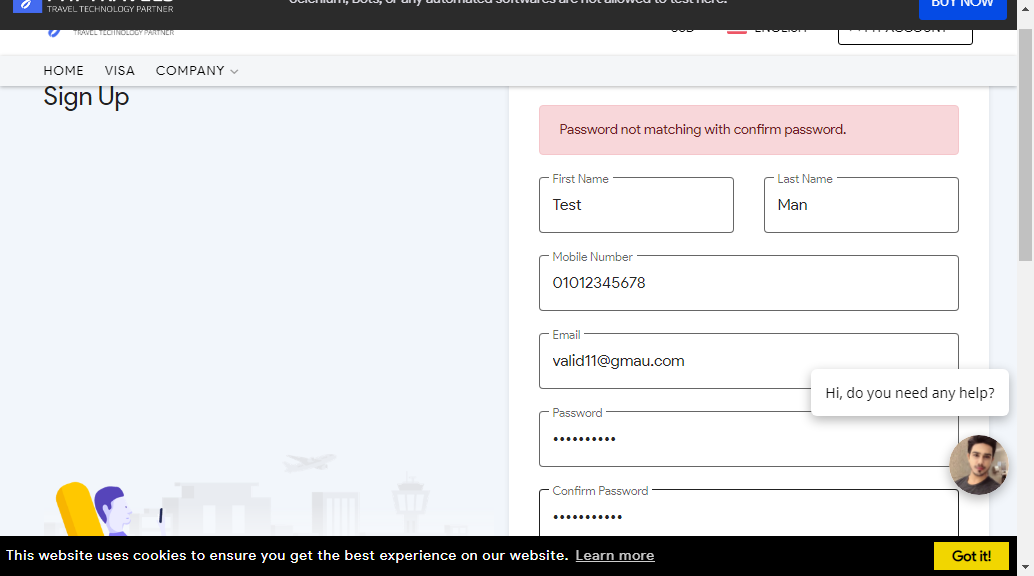 TRAVEL TECHNOLOGY PARTNER
Selenium, Bots, or any automated softwares are not allowed to test here.
BUY NOW
TRAVEL TECHNOLOGY PARTNER
USD
ENGLISH
MY ACCOUNT
HOME
VISA
COMPANY
Sign Up
Password not matching with confirm password.
First Name
Test
Last Name
Man
Mobile Number
01012345678
Email
valid11@gmau.com
Hi, do you need any help?
Password
••••••••••
Confirm Password
•••••••••••
This website uses cookies to ensure you get the best experience on our website. Learn more
Got it!